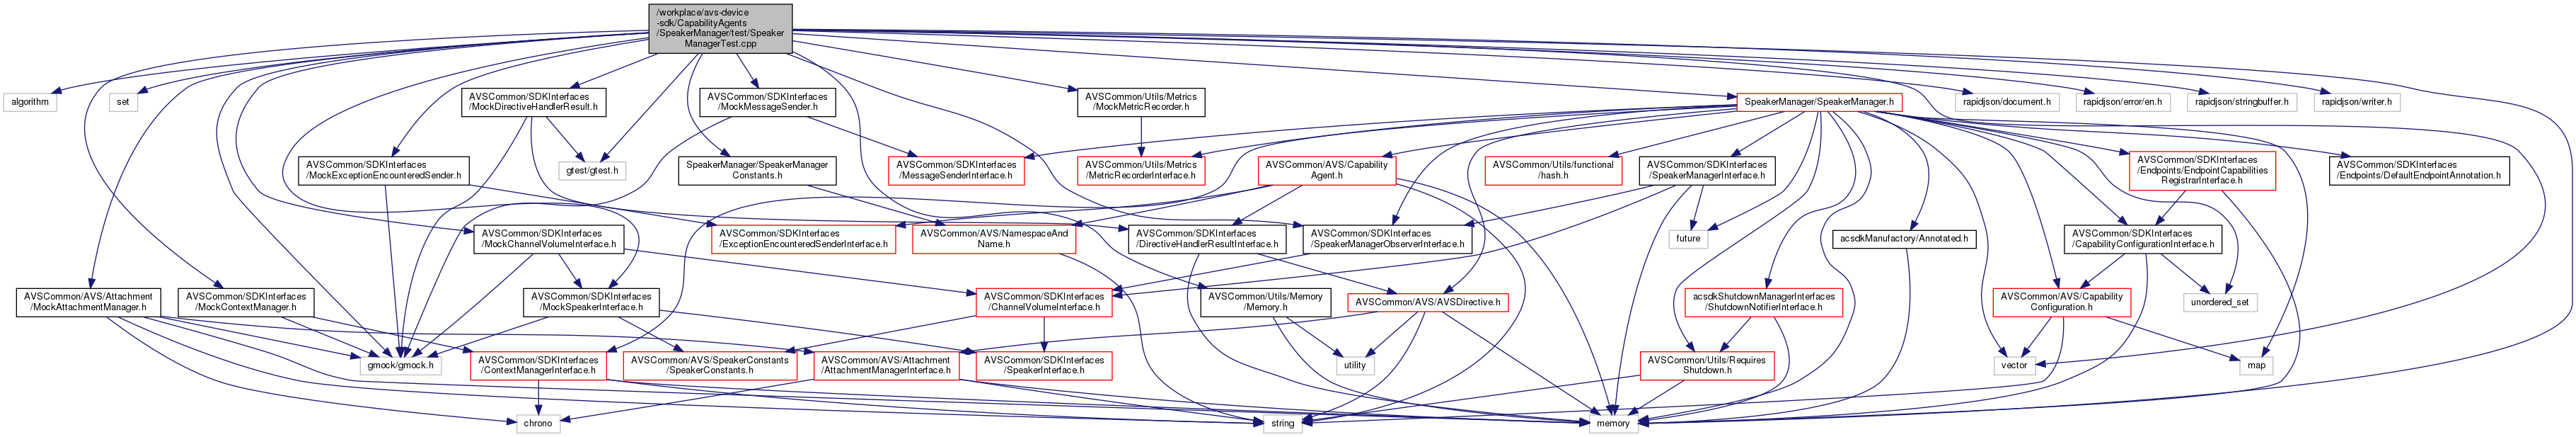 /workplace/avs-device
-sdk/CapabilityAgents
/SpeakerManager/test/Speaker
ManagerTest.cpp
algorithm
set
AVSCommon/SDKInterfaces
/MockDirectiveHandlerResult.h
AVSCommon/SDKInterfaces
/MockMessageSender.h
AVSCommon/Utils/Metrics
/MockMetricRecorder.h
SpeakerManager/SpeakerManager.h
rapidjson/document.h
rapidjson/error/en.h
rapidjson/stringbuffer.h
rapidjson/writer.h
AVSCommon/SDKInterfaces
/MockExceptionEncounteredSender.h
gtest/gtest.h
SpeakerManager/SpeakerManager
Constants.h
AVSCommon/SDKInterfaces
/MessageSenderInterface.h
AVSCommon/Utils/Metrics
/MetricRecorderInterface.h
AVSCommon/AVS/Capability
Agent.h
AVSCommon/Utils/functional
/hash.h
AVSCommon/SDKInterfaces
/SpeakerManagerInterface.h
AVSCommon/SDKInterfaces
/Endpoints/EndpointCapabilities
RegistrarInterface.h
AVSCommon/SDKInterfaces
/Endpoints/DefaultEndpointAnnotation.h
AVSCommon/SDKInterfaces
/MockChannelVolumeInterface.h
AVSCommon/SDKInterfaces
/ExceptionEncounteredSenderInterface.h
AVSCommon/AVS/NamespaceAnd
Name.h
AVSCommon/SDKInterfaces
/DirectiveHandlerResultInterface.h
AVSCommon/SDKInterfaces
/SpeakerManagerObserverInterface.h
future
acsdkManufactory/Annotated.h
AVSCommon/SDKInterfaces
/CapabilityConfigurationInterface.h
AVSCommon/AVS/Attachment
/MockAttachmentManager.h
AVSCommon/SDKInterfaces
/MockContextManager.h
AVSCommon/SDKInterfaces
/MockSpeakerInterface.h
AVSCommon/SDKInterfaces
/ChannelVolumeInterface.h
AVSCommon/Utils/Memory
/Memory.h
AVSCommon/AVS/AVSDirective.h
acsdkShutdownManagerInterfaces
/ShutdownNotifierInterface.h
AVSCommon/AVS/Capability
Configuration.h
unordered_set
gmock/gmock.h
AVSCommon/SDKInterfaces
/ContextManagerInterface.h
AVSCommon/AVS/SpeakerConstants
/SpeakerConstants.h
AVSCommon/AVS/Attachment
/AttachmentManagerInterface.h
AVSCommon/SDKInterfaces
/SpeakerInterface.h
utility
AVSCommon/Utils/Requires
Shutdown.h
vector
map
chrono
string
memory